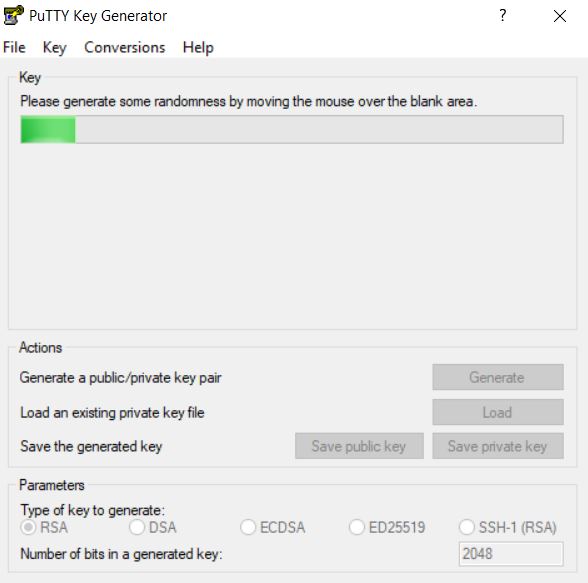 PuTTY Key Generator ?
File Key Conversions Help
Key
Please generate some randomness by moving the mouse over the blank area.
Actions
Generate a public/private key pair Generate
Load an existing private key file Load
Save the generated key Save public key Save private key
Parameters
Type of key to generate:
RSA DSA ECDSA ED25519 SSH-1 (RSA)
Number of bits in a generated key: 2048